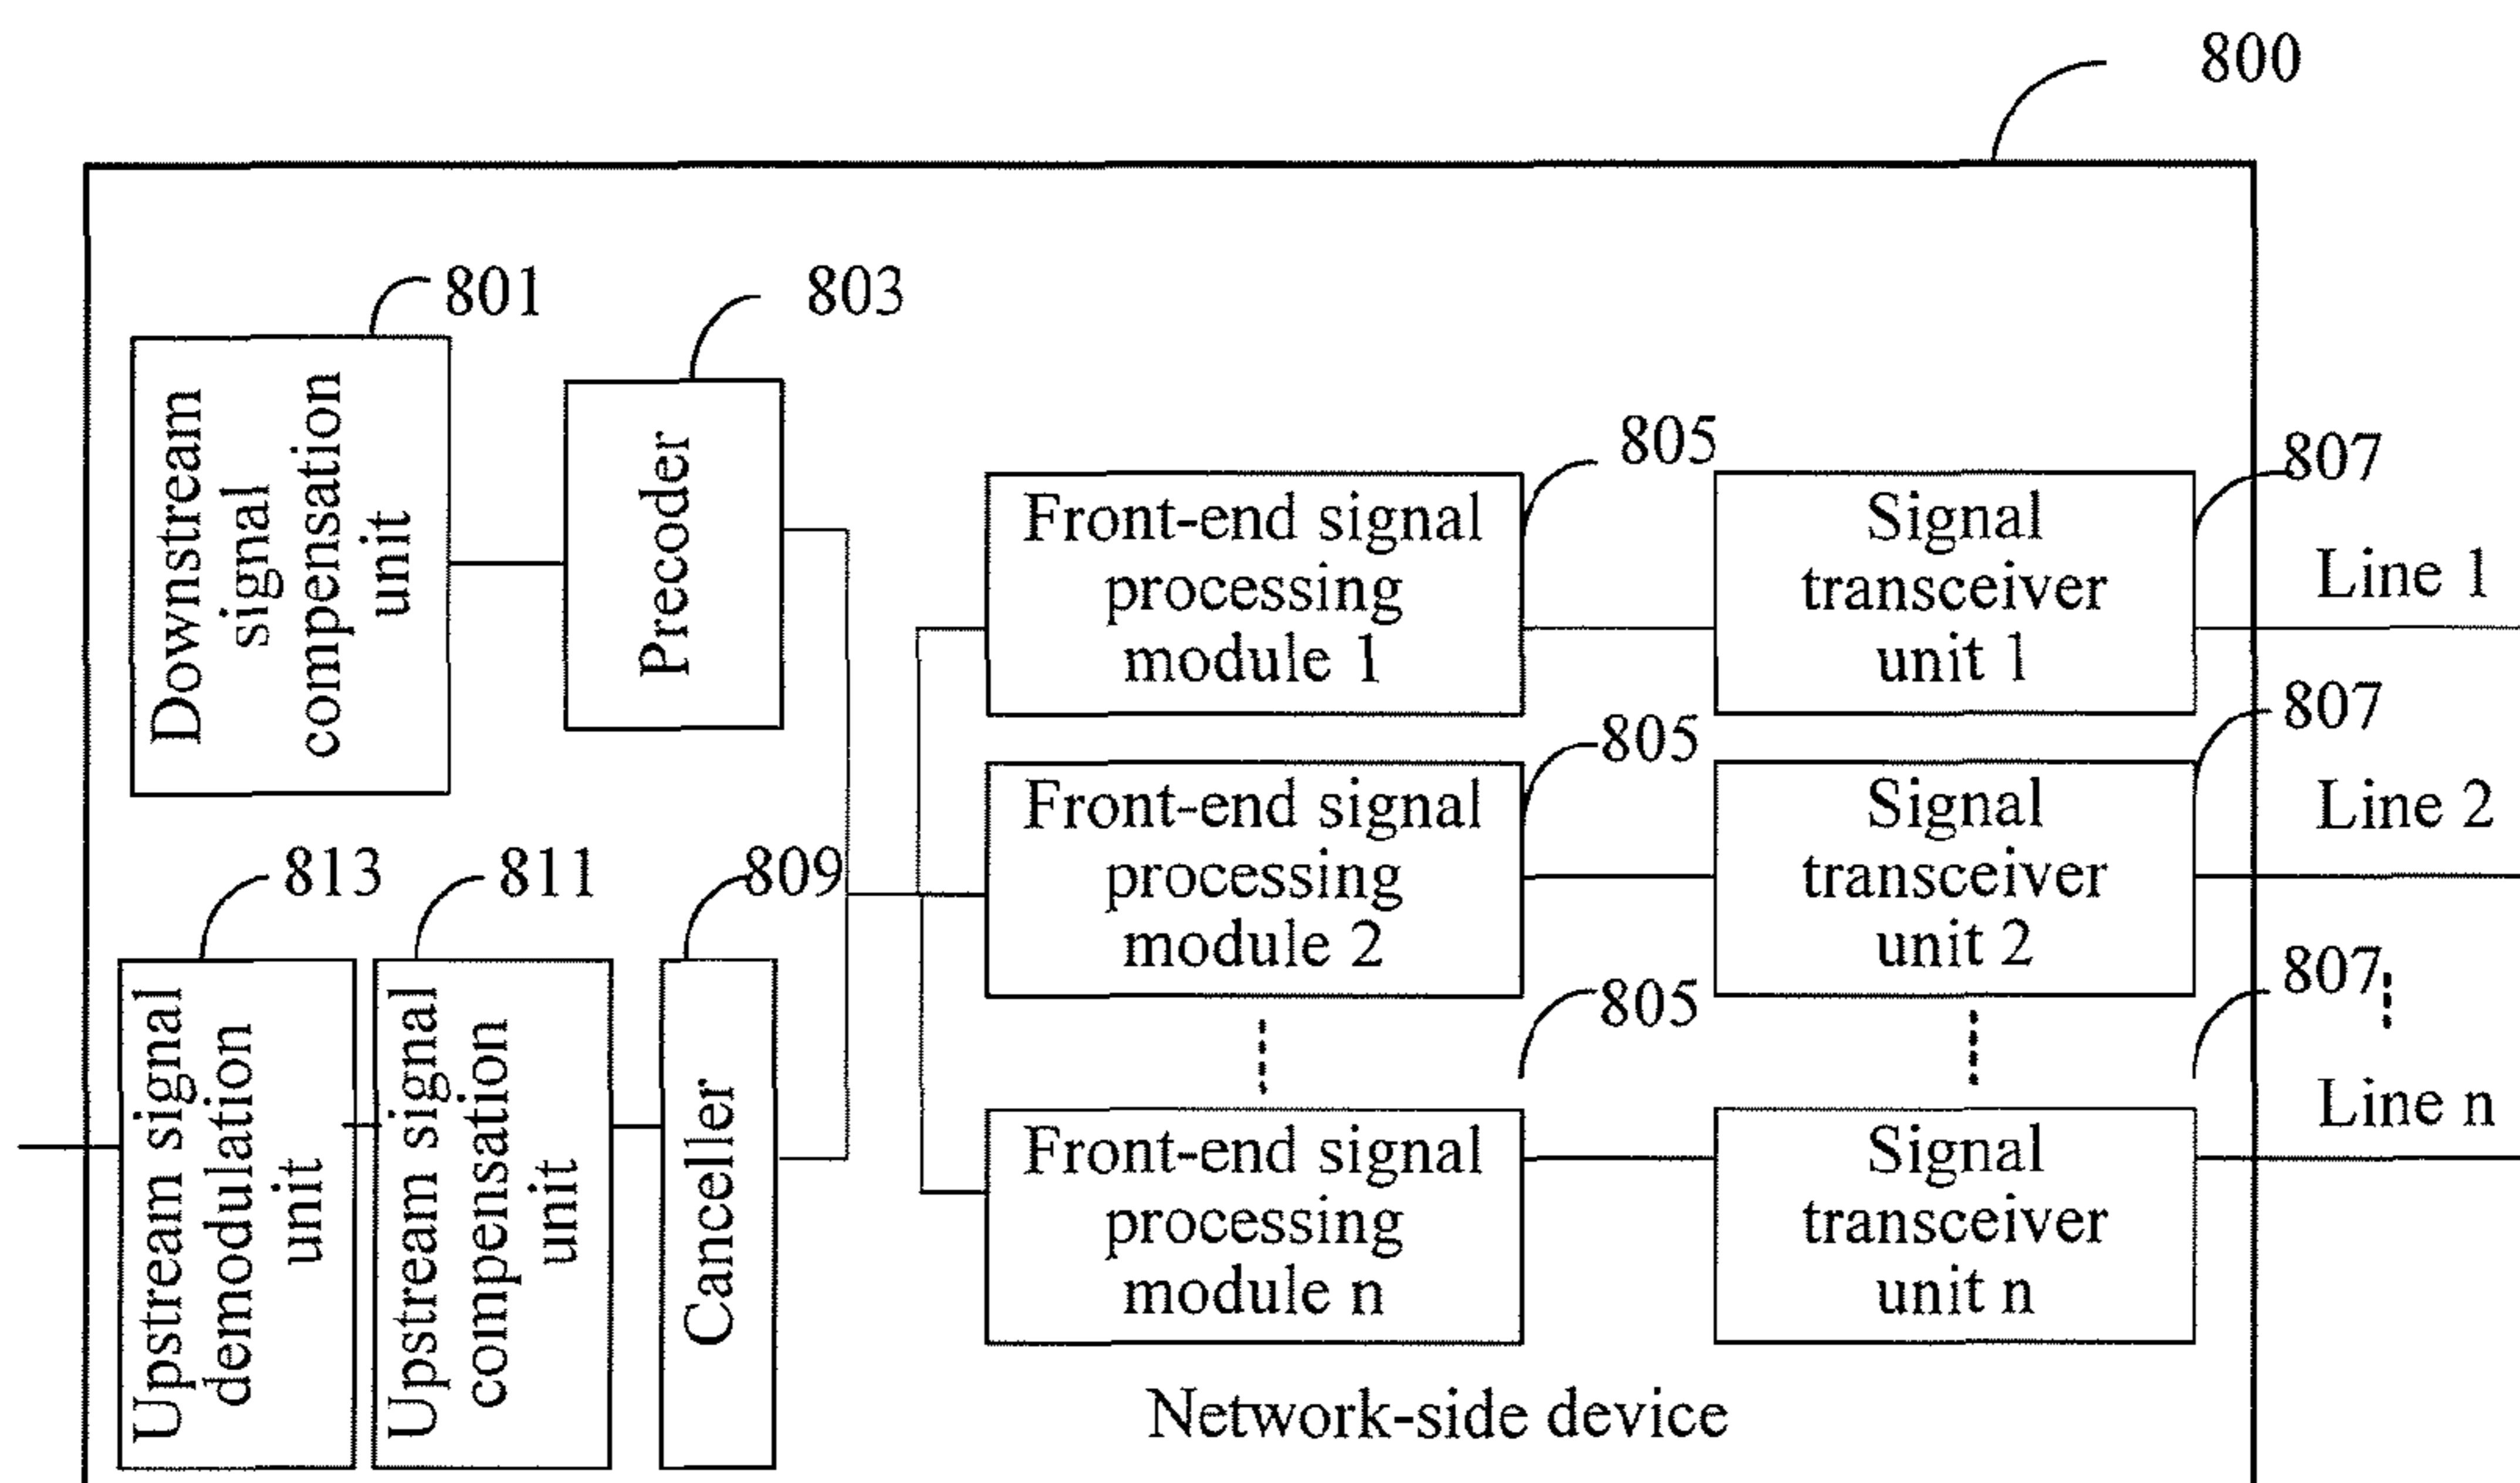 800
801
803
Downstream
signal
compensation
unit
Precoder
805
Front-end signal
processing
module 1
807
Signal
transceiver
unit 1
Line 1
805
Front-end signal
processing
module 2
807
Signal
transceiver
unit 2
Line 2
813
811
809
Upstream signal
demodulation
unit
Upstream signal
compensation
unit
Canceller
805
Front-end signal
processing
module n
807
Signal
transceiver
unit n
Line n
Network-side device